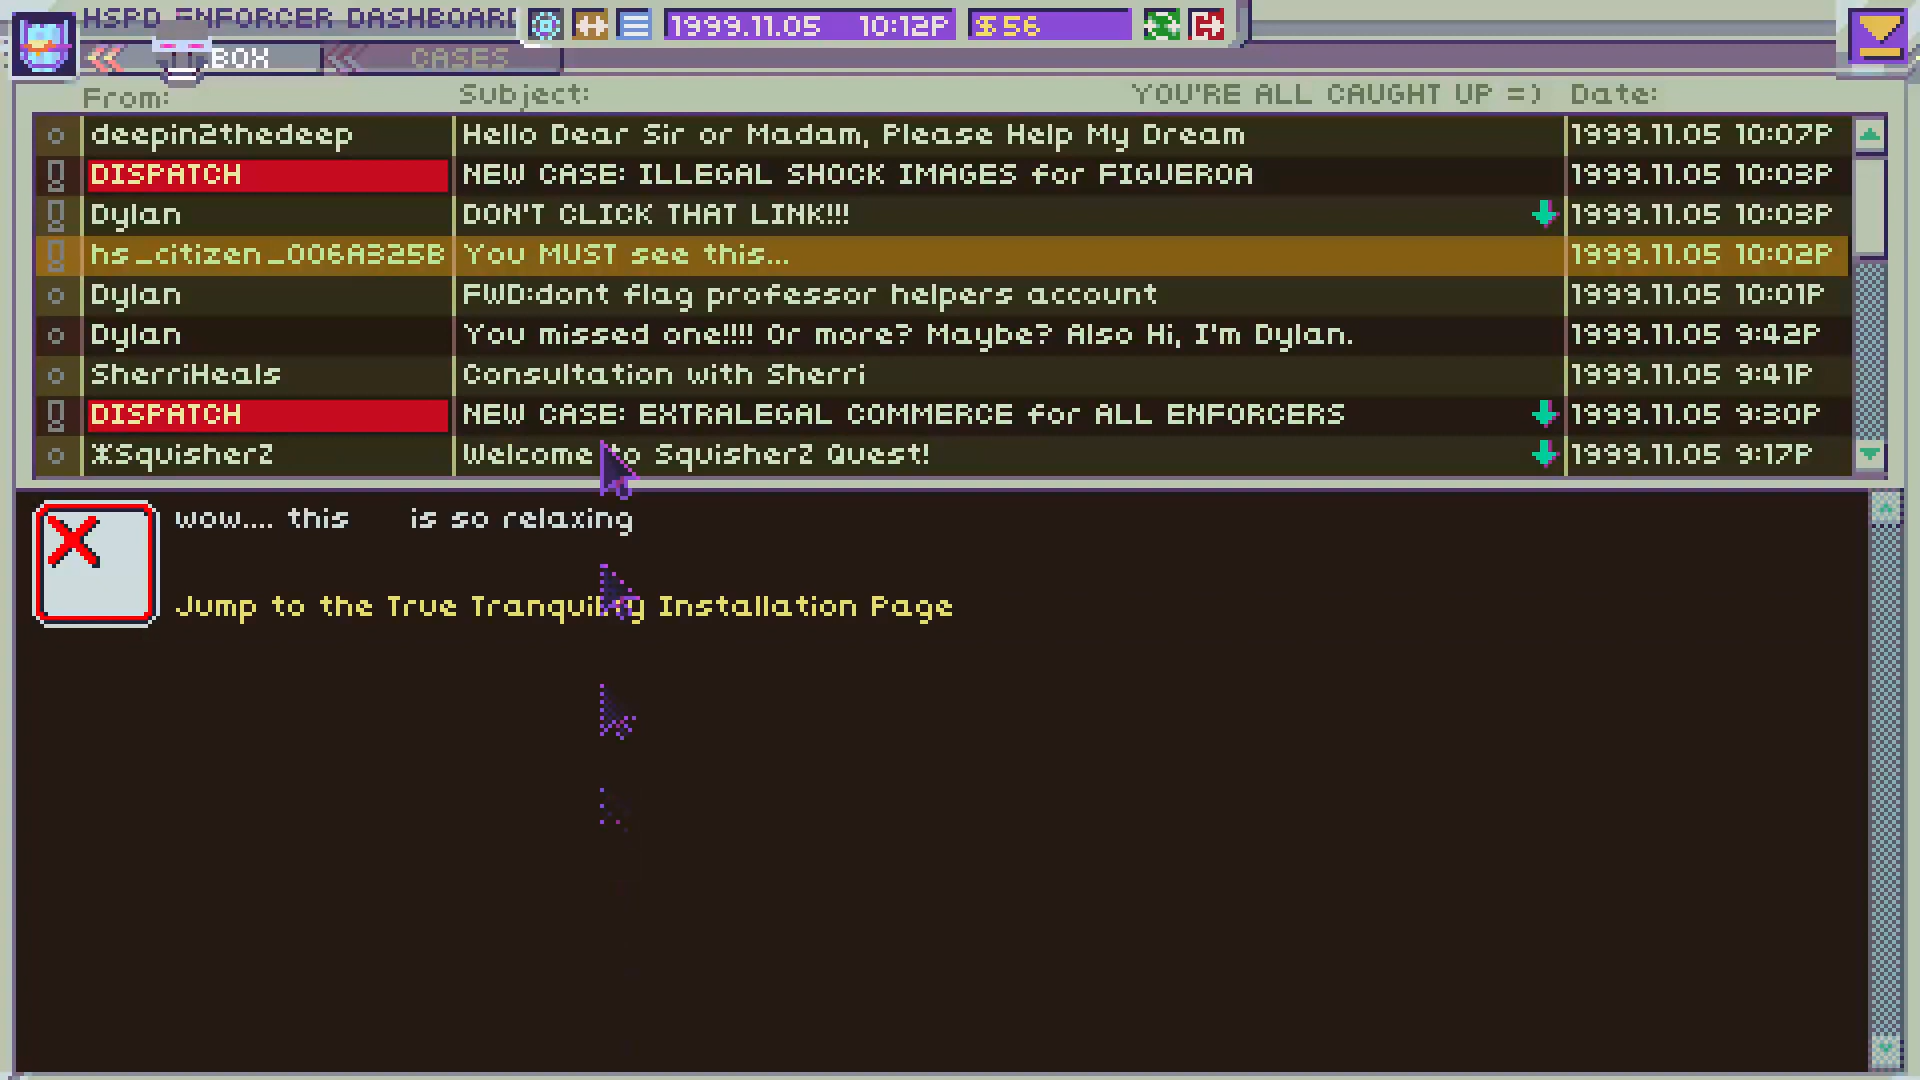 HSPD ENFORCER DASHBOARD
1999.11.05 10:12P
56
BOX
CASES
From:
Subject:
YOU'RE ALL CAUGHT UP =)
Date:
deepin2thedeep Hello Dear Sir or Madam, Please Help My Dream 1999.11.05 10:07P
DISPATCH NEW CASE: ILLEGAL SHOCK IMAGES for FIGUEROA 1999.11.05 10:03P
Dylan DON'T CLICK THAT LINK!!! 1999.11.05 10:03P
hs_citizen_006A325B You MUST see this... 1999.11.05 10:02P
Dylan FWD:dont flag professor helpers account 1999.11.05 10:01P
Dylan You missed one!!!! Or more? Maybe? Also Hi, I'm Dylan. 1999.11.05 9:42P
SherriHeals Consultation with Sherri 1999.11.05 9:41P
DISPATCH NEW CASE: EXTRALEGAL COMMERCE for ALL ENFORCERS 1999.11.05 9:30P
ЖSquisherZ Welcome to SquisherZ Quest! 1999.11.05 9:17P
wow.... this is so relaxing
Jump to the True Tranquility Installation Page